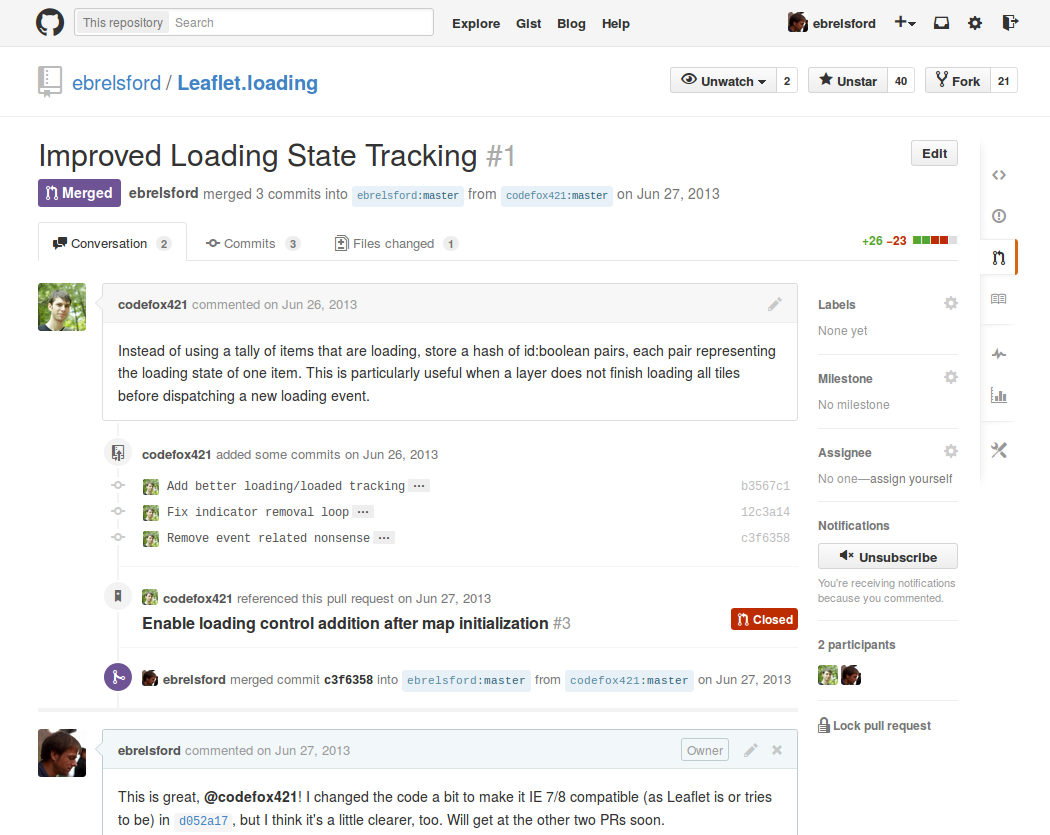 This repository Search Explore Gist Blog Help ebrelsford
ebrelsford / Leaflet.loading Unwatch 2 Unstar 40 Fork 21
Improved Loading State Tracking #1 Edit
Merged ebrelsford merged 3 commits into ebrelsford:master from codefox421:master on Jun 27, 2013
Conversation 2 Commits 3 Files changed 1 +26 −23
codefox421 commented on Jun 26, 2013
Instead of using a tally of items that are loading, store a hash of id:boolean pairs, each pair representing
the loading state of one item. This is particularly useful when a layer does not finish loading all tiles
before dispatching a new loading event.
codefox421 added some commits on Jun 26, 2013
Add better loading/loaded tracking ··· b3567c1
Fix indicator removal loop ··· 12c3a14
Remove event related nonsense ··· c3f6358
codefox421 referenced this pull request on Jun 27, 2013
Enable loading control addition after map initialization #3 Closed
ebrelsford merged commit c3f6358 into ebrelsford:master from codefox421:master on Jun 27, 2013
ebrelsford commented on Jun 27, 2013 Owner
This is great, @codefox421! I changed the code a bit to make it IE 7/8 compatible (as Leaflet is or tries
to be) in d052a17 , but I think it's a little clearer, too. Will get at the other two PRs soon.
Labels
None yet
Milestone
No milestone
Assignee
No one—assign yourself
Notifications
Unsubscribe
You're receiving notifications
because you commented.
2 participants
Lock pull request